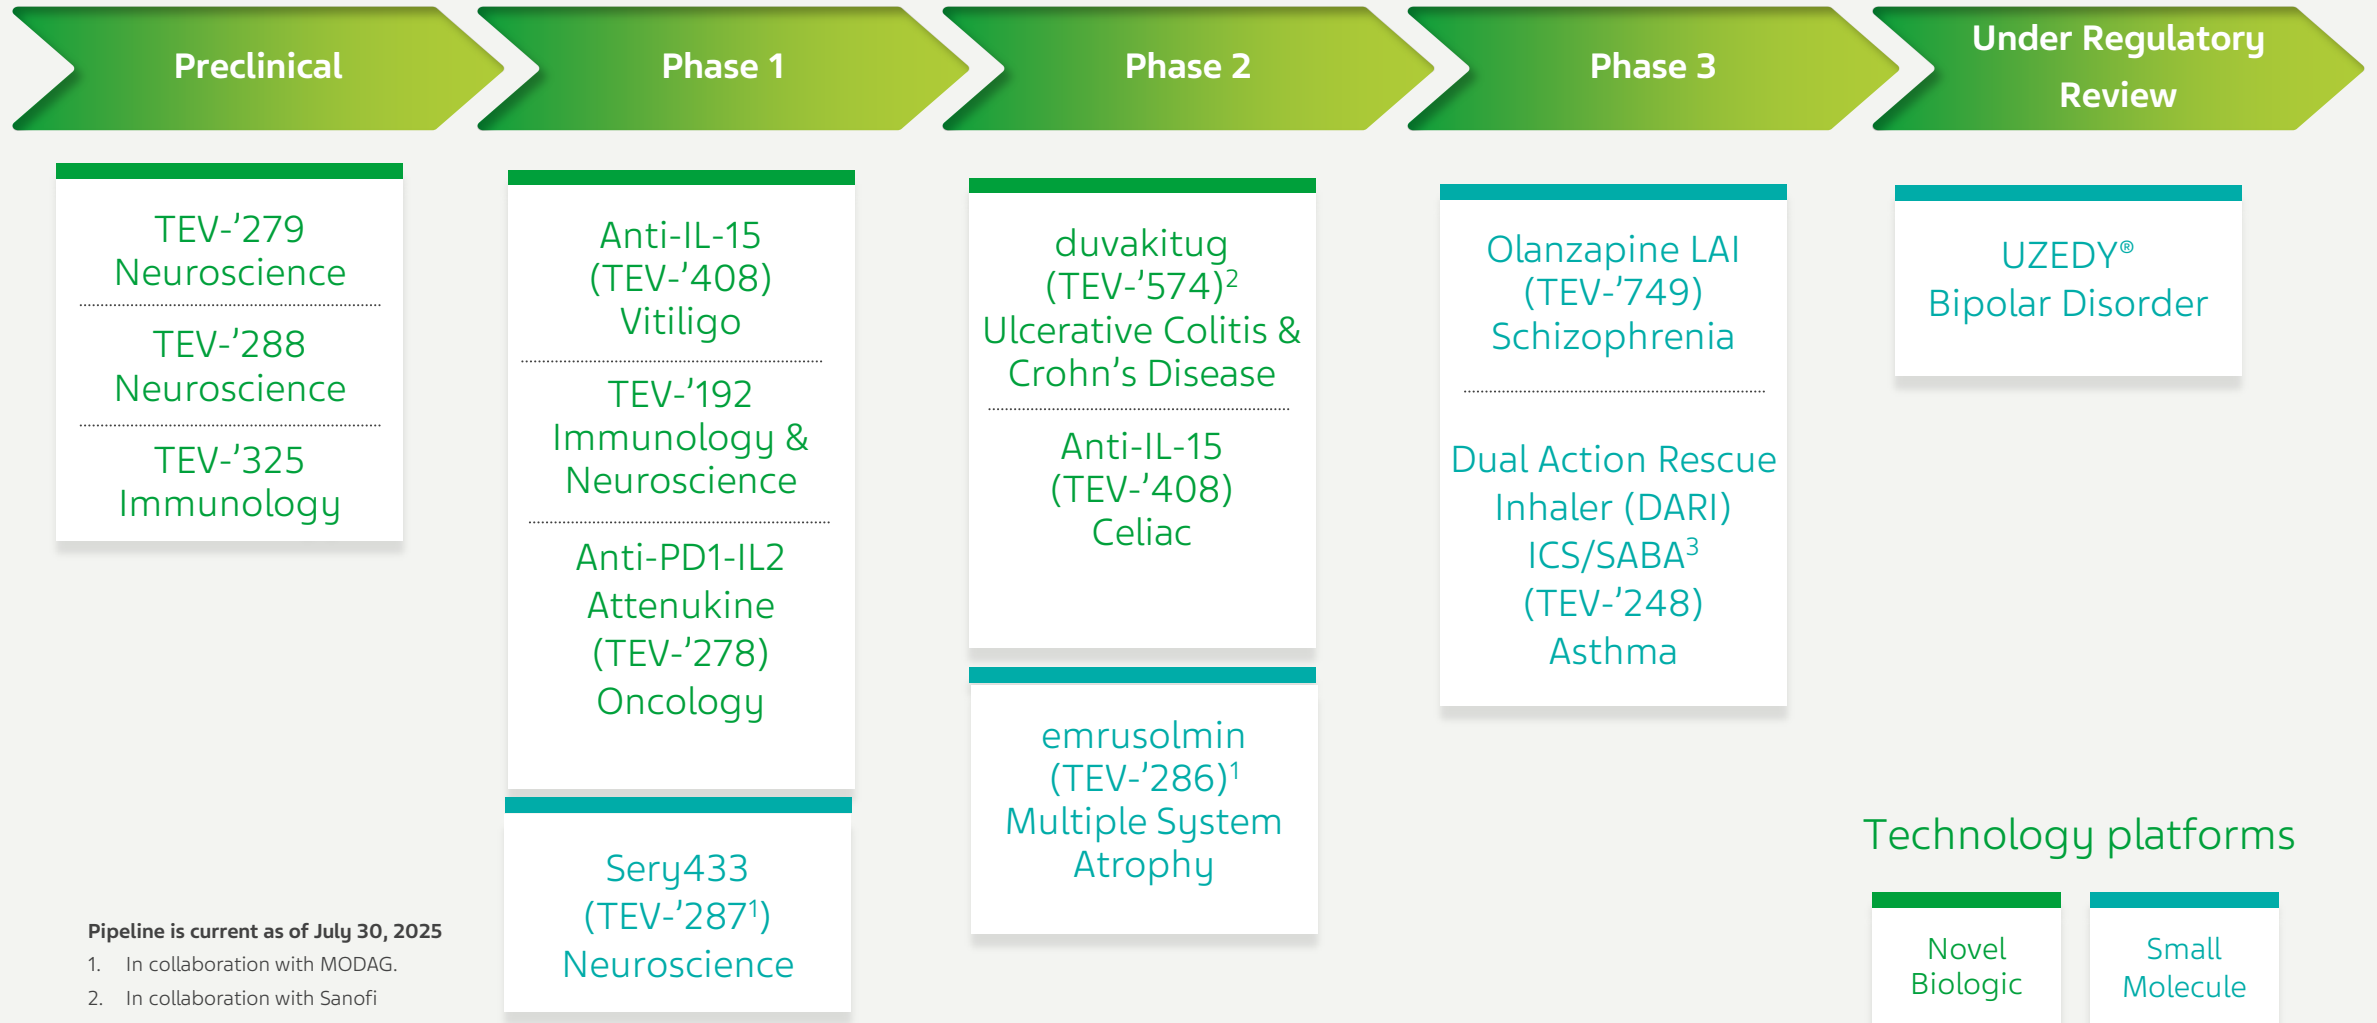 Preclinical
Phase 1
Phase 2
Phase 3
Under Regulatory
Review
TEV-’279
Neuroscience
TEV-’288
Neuroscience
TEV-’325
Immunology
Anti-IL-15
(TEV-’408)
Vitiligo
TEV-’192
Immunology &
Neuroscience
Anti-PD1-IL2
Attenukine
(TEV-’278)
Oncology
Sery433
(TEV-’287¹)
Neuroscience
duvakitug
(TEV-’574)²
Ulcerative Colitis &
Crohn’s Disease
Anti-IL-15
(TEV-’408)
Celiac
emrusolmin
(TEV-’286)¹
Multiple System
Atrophy
Olanzapine LAI
(TEV-’749)
Schizophrenia
Dual Action Rescue
Inhaler (DARI)
ICS/SABA³
(TEV-’248)
Asthma
UZEDY®
Bipolar Disorder
Technology platforms
Novel
Biologic
Small
Molecule
Pipeline is current as of July 30, 2025
1. In collaboration with MODAG.
2. In collaboration with Sanofi